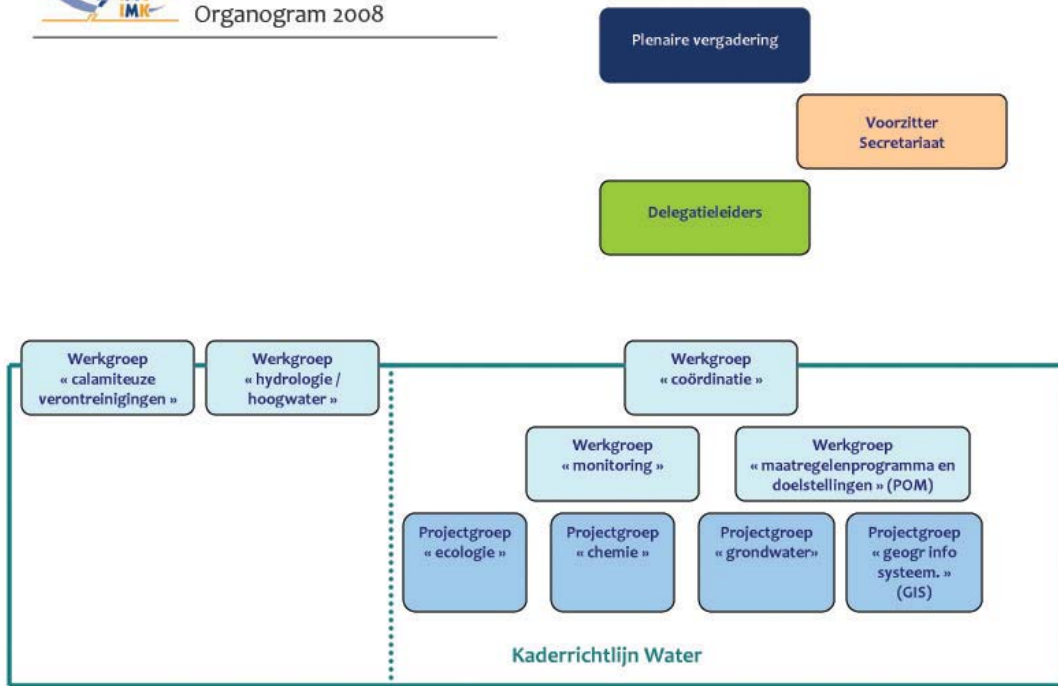 IMK
Organogram 2008
Plenaire vergadering
Voorzitter
Secretariaat
Delegatieleiders
Werkgroep
« calamiteuze
verontreinigingen »
Werkgroep
« hydrologie /
hoogwater »
Werkgroep
« coördinatie »
Werkgroep
« monitoring »
Werkgroep
« maatregelenprogramma en
doelstellingen » (POM)
Projectgroep
« ecologie »
Projectgroep
« chemie »
Projectgroep
« grondwater»
Projectgroep
« geogr info
systeem. »
(GIS)
Kaderrichtlijn Water